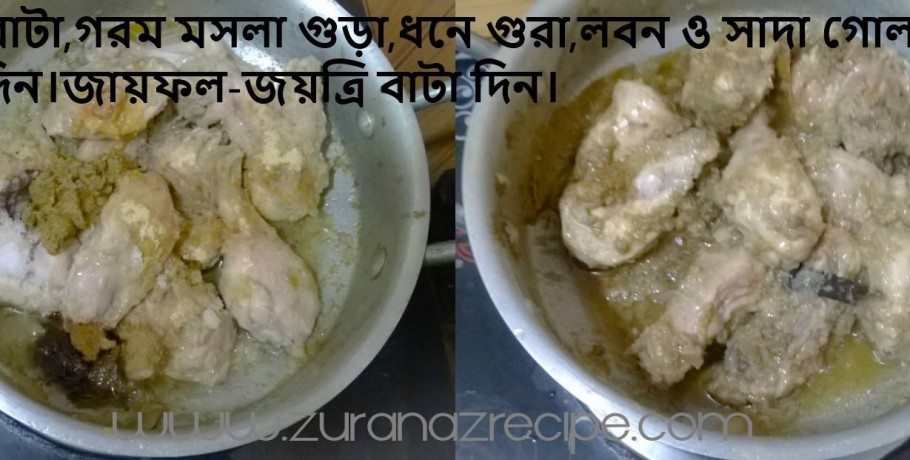 বাটা,গরম মসলা গুড়া,ধনে গুরা,লবন ও সাদা গোল
দিন।জায়ফল-জয়ত্রি বাটা দিন।
www.zuranazrecipe.com